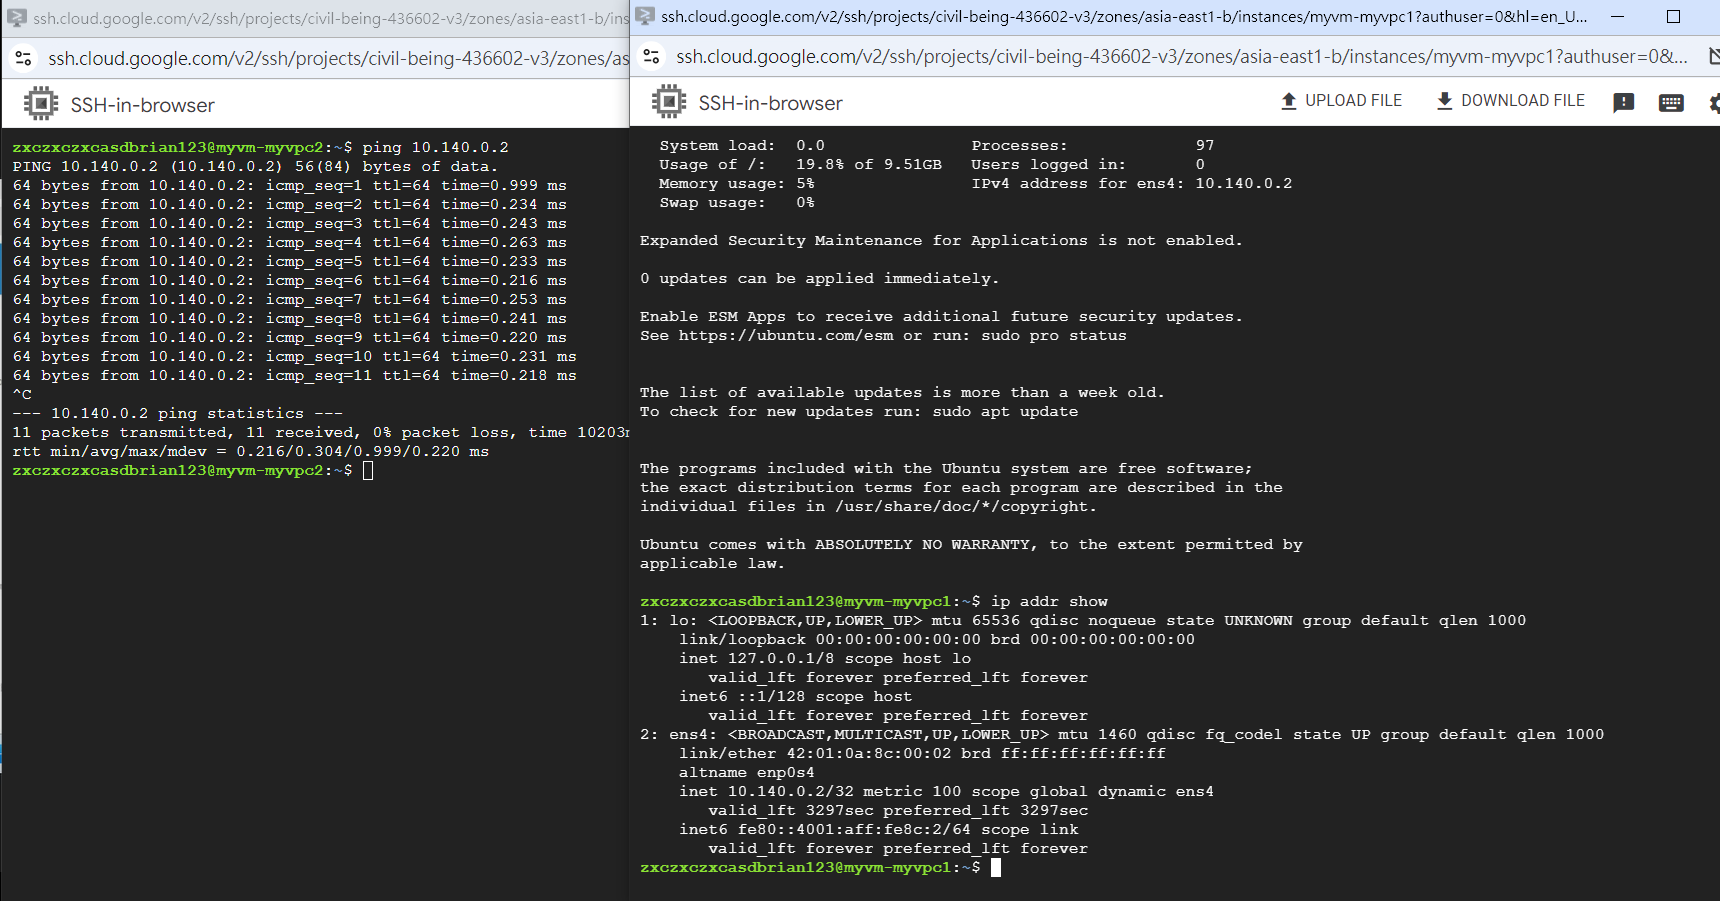 ssh.cloud.google.com/v2/ssh/projects/civil-being-436602-v3/zones/asia-east1-b/ins
ssh.cloud.google.com/v2/ssh/projects/civil-being-436602-v3/zones/as
SSH-in-browser
zxczxczxcasdbrian123@myvm-myvpc2:~$ ping 10.140.0.2
PING 10.140.0.2 (10.140.0.2) 56(84) bytes of data.
64 bytes from 10.140.0.2: icmp_seq=1 ttl=64 time=0.999 ms
64 bytes from 10.140.0.2: icmp_seq=2 ttl=64 time=0.234 ms
64 bytes from 10.140.0.2: icmp_seq=3 ttl=64 time=0.243 ms
64 bytes from 10.140.0.2: icmp_seq=4 ttl=64 time=0.263 ms
64 bytes from 10.140.0.2: icmp_seq=5 ttl=64 time=0.233 ms
64 bytes from 10.140.0.2: icmp_seq=6 ttl=64 time=0.216 ms
64 bytes from 10.140.0.2: icmp_seq=7 ttl=64 time=0.253 ms
64 bytes from 10.140.0.2: icmp_seq=8 ttl=64 time=0.241 ms
64 bytes from 10.140.0.2: icmp_seq=9 ttl=64 time=0.220 ms
64 bytes from 10.140.0.2: icmp_seq=10 ttl=64 time=0.231 ms
64 bytes from 10.140.0.2: icmp_seq=11 ttl=64 time=0.218 ms
^C
--- 10.140.0.2 ping statistics ---
11 packets transmitted, 11 received, 0% packet loss, time 10203m
rtt min/avg/max/mdev = 0.216/0.304/0.999/0.220 ms
zxczxczxcasdbrian123@myvm-myvpc2:~$
ssh.cloud.google.com/v2/ssh/projects/civil-being-436602-v3/zones/asia-east1-b/instances/myvm-myvpc1?authuser=0&hl=en_U...
ssh.cloud.google.com/v2/ssh/projects/civil-being-436602-v3/zones/asia-east1-b/instances/myvm-myvpc1?authuser=0&...
SSH-in-browser UPLOAD FILE DOWNLOAD FILE
System load: 0.0 Processes: 97
Usage of /: 19.8% of 9.51GB Users logged in: 0
Memory usage: 5% IPv4 address for ens4: 10.140.0.2
Swap usage: 0%
Expanded Security Maintenance for Applications is not enabled.
0 updates can be applied immediately.
Enable ESM Apps to receive additional future security updates.
See https://ubuntu.com/esm or run: sudo pro status
The list of available updates is more than a week old.
To check for new updates run: sudo apt update
The programs included with the Ubuntu system are free software;
the exact distribution terms for each program are described in the
individual files in /usr/share/doc/*/copyright.
Ubuntu comes with ABSOLUTELY NO WARRANTY, to the extent permitted by
applicable law.
zxczxczxcasdbrian123@myvm-myvpc1:~$ ip addr show
1: lo: <LOOPBACK,UP,LOWER_UP> mtu 65536 qdisc noqueue state UNKNOWN group default qlen 1000
link/loopback 00:00:00:00:00:00 brd 00:00:00:00:00:00
inet 127.0.0.1/8 scope host lo
valid_lft forever preferred_lft forever
inet6 ::1/128 scope host
valid_lft forever preferred_lft forever
2: ens4: <BROADCAST,MULTICAST,UP,LOWER_UP> mtu 1460 qdisc fq_codel state UP group default qlen 1000
link/ether 42:01:0a:8c:00:02 brd ff:ff:ff:ff:ff:ff
altname enp0s4
inet 10.140.0.2/32 metric 100 scope global dynamic ens4
valid_lft 3297sec preferred_lft 3297sec
inet6 fe80::4001:aff:fe8c:2/64 scope link
valid_lft forever preferred_lft forever
zxczxczxcasdbrian123@myvm-myvpc1:~$